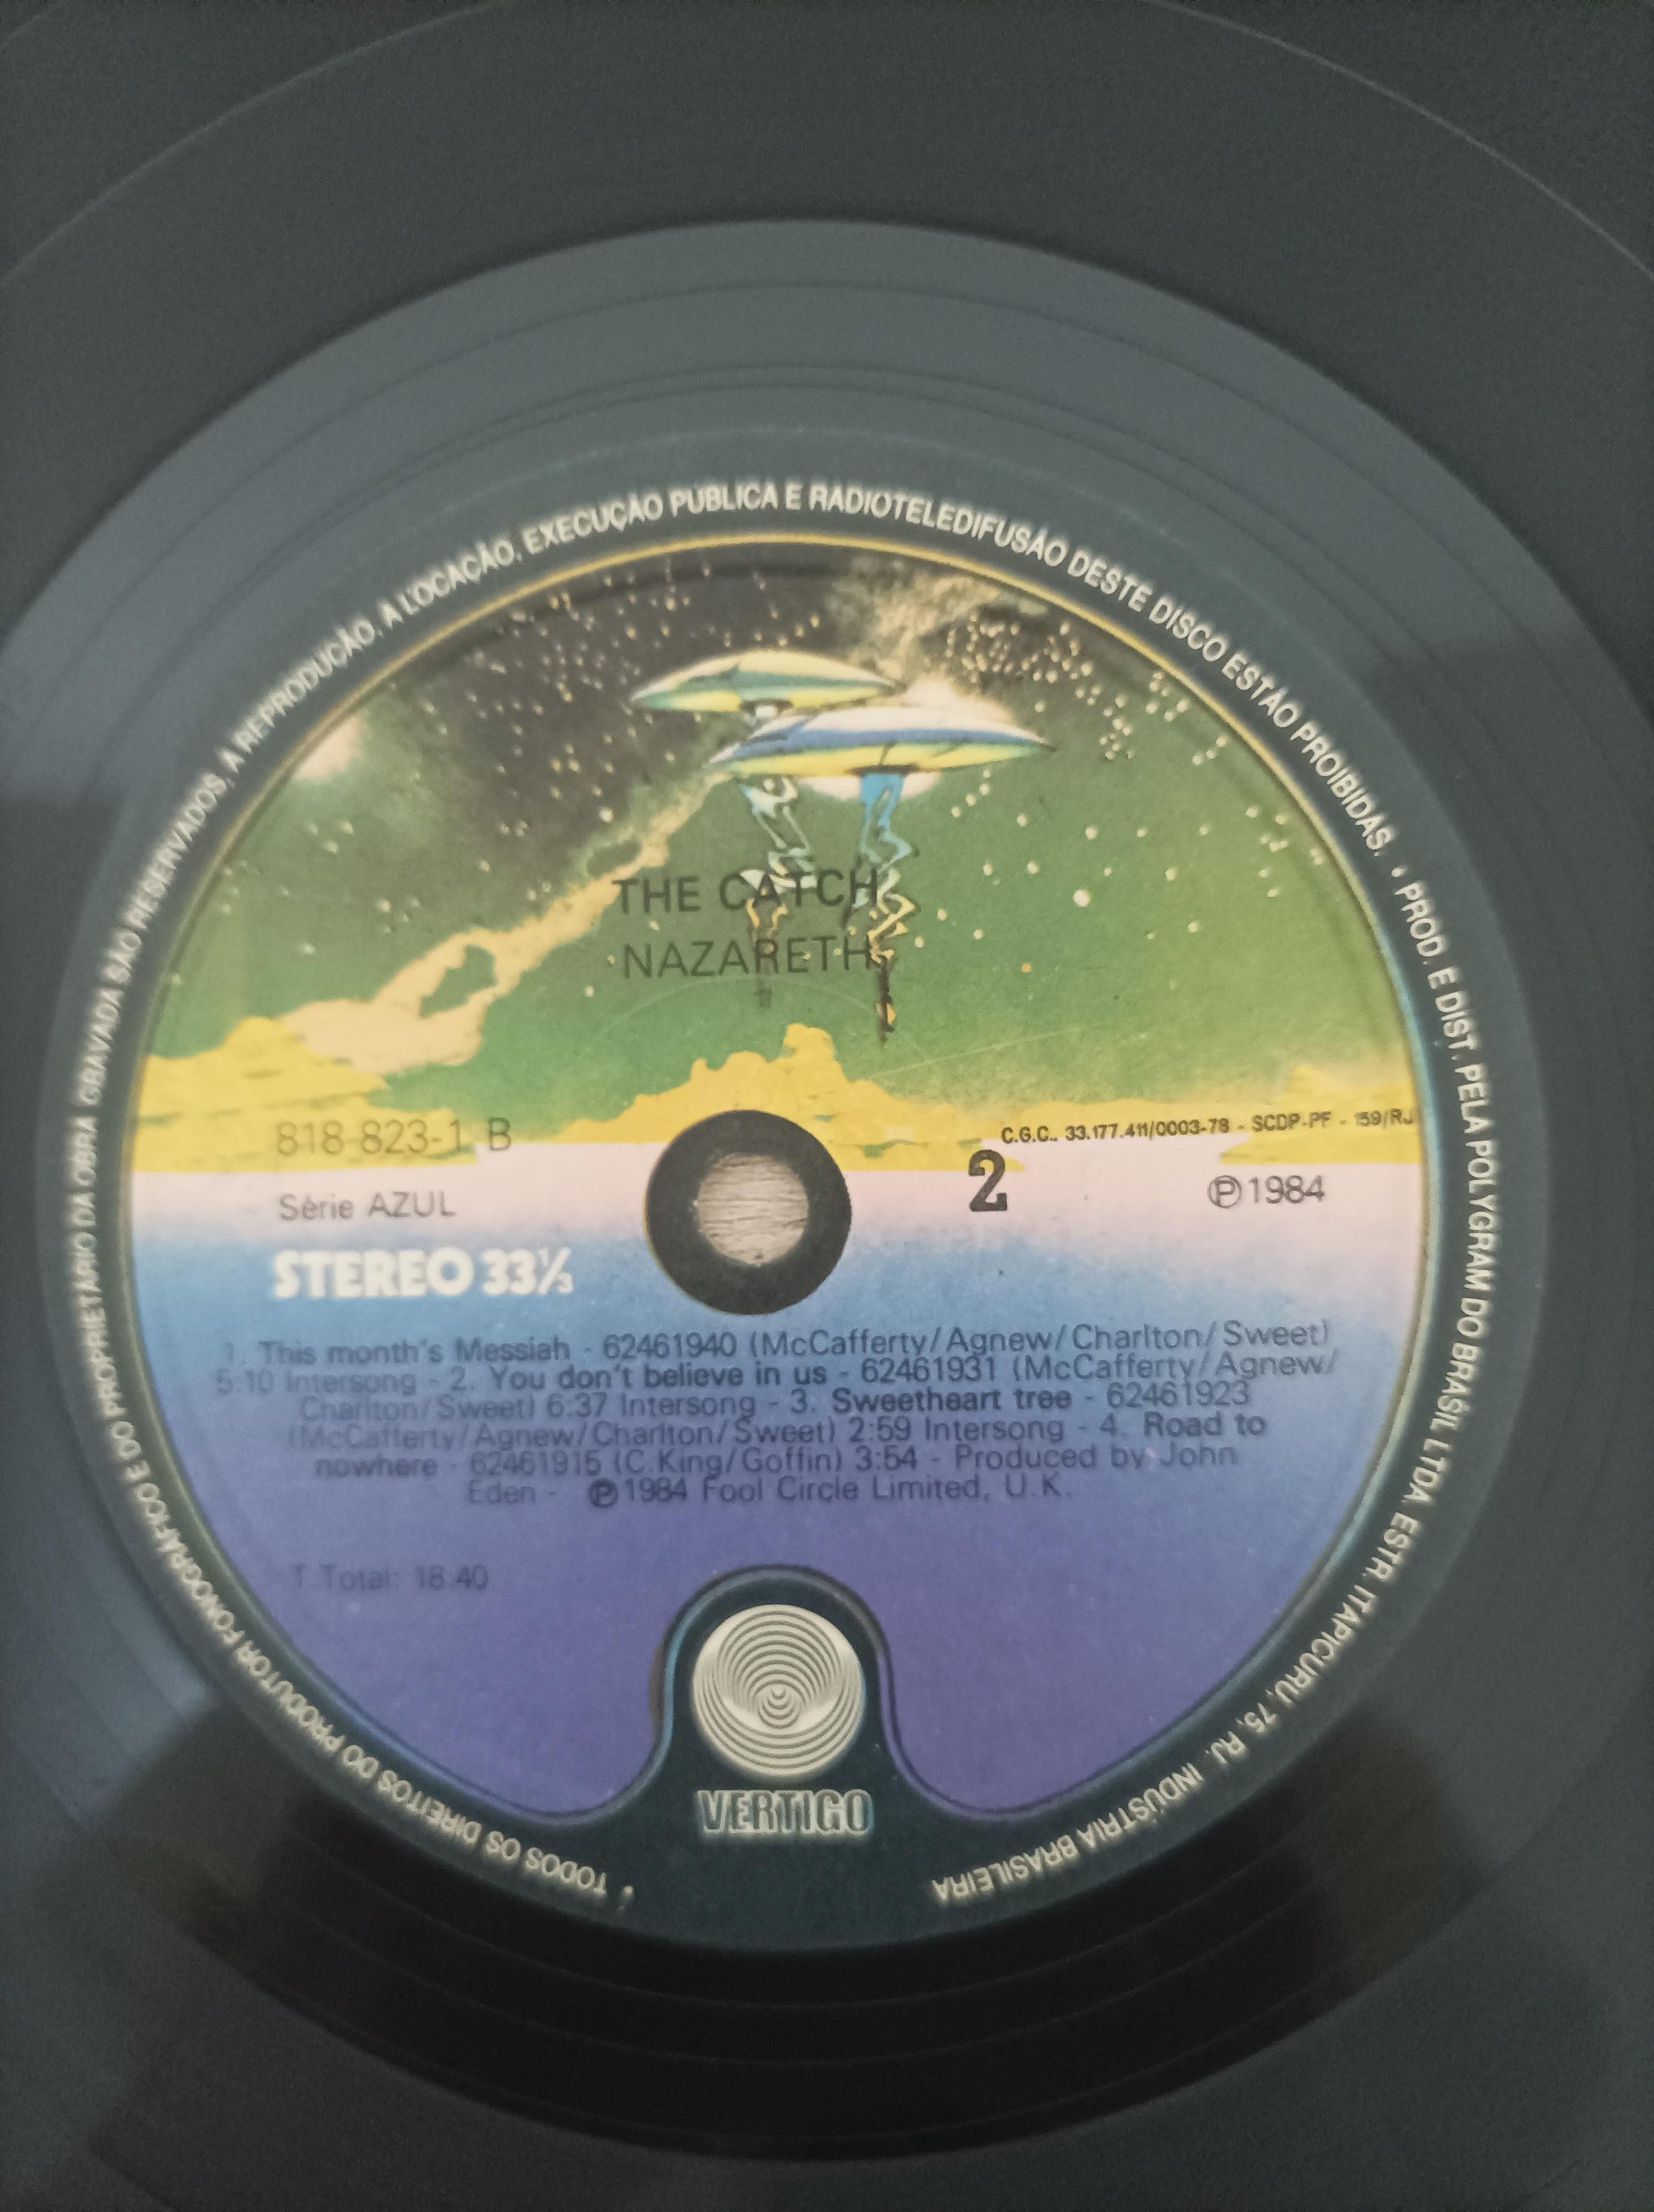 • TODOS OS DIREITOS DO PRODUTOR FONOGRÁFICO E DO PROPRIETÁRIO DA OBRA GRAVADA SÃO RESERVADOS. A REPRODUÇÃO, A LOCAÇÃO, EXECUÇÃO PUBLICA E RADIOTELEDIFUSÃO DESTE DISCO ESTÃO PROIBIDAS. • PROD. E DIST. PELA POLYGRAM DO BRASIL LTDA. ESTR. ITAPICURU, 75, RJ. INDÚSTRIA BRASILEIRA
THE CATCH
NAZARETH
818 823-1 B
C.G.C.. 33.177.411/0003-78 - SCDP-PF - 159/RJ
Série AZUL
2
℗1984
STEREO 33⅓
1. This month's Messiah - 62461940 (McCafferty/Agnew/Charlton/Sweet)
5:10 Intersong - 2. You don't believe in us - 62461931 (McCafferty/Agnew/
Charlton/Sweet) 6:37 Intersong - 3. Sweetheart tree - 62461923
(McCafferty/Agnew/Charlton/Sweet) 2:59 Intersong - 4. Road to
nowhere - 62461915 (C.King/Goffin) 3:54 - Produced by John
Eden - ℗1984 Fool Circle Limited, U.K.
T.Total: 18:40
VERTIGO